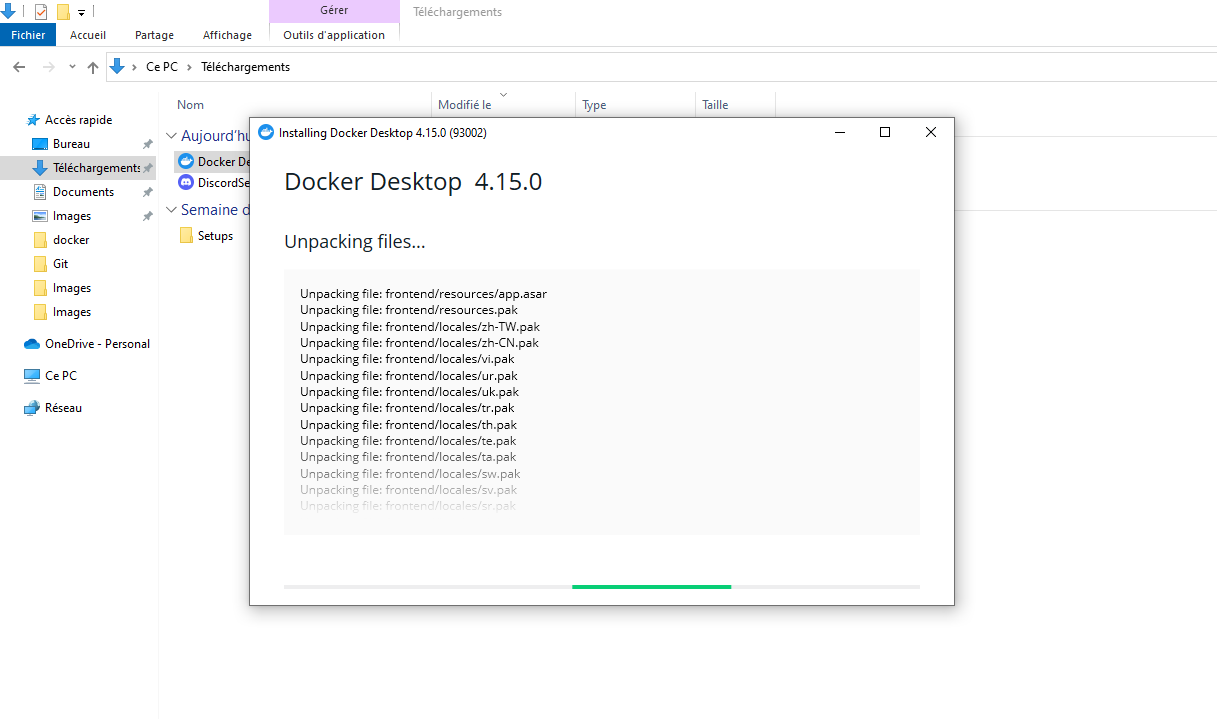 Gérer
Téléchargements
Fichier
Accueil
Partage
Affichage
Outils d'application
Ce PC
Téléchargements
Nom
Modifié le
Type
Taille
Accès rapide
Bureau
Téléchargements
Documents
Images
docker
Git
Images
Images
OneDrive - Personal
Ce PC
Réseau
Aujourd'hu
Docker De
DiscordSe
Semaine d
Setups
Installing Docker Desktop 4.15.0 (93002)
Docker Desktop 4.15.0
Unpacking files...
Unpacking file: frontend/resources/app.asar
Unpacking file: frontend/resources.pak
Unpacking file: frontend/locales/zh-TW.pak
Unpacking file: frontend/locales/zh-CN.pak
Unpacking file: frontend/locales/vi.pak
Unpacking file: frontend/locales/ur.pak
Unpacking file: frontend/locales/uk.pak
Unpacking file: frontend/locales/tr.pak
Unpacking file: frontend/locales/th.pak
Unpacking file: frontend/locales/te.pak
Unpacking file: frontend/locales/ta.pak
Unpacking file: frontend/locales/sw.pak
Unpacking file: frontend/locales/sv.pak
Unpacking file: frontend/locales/sr.pak